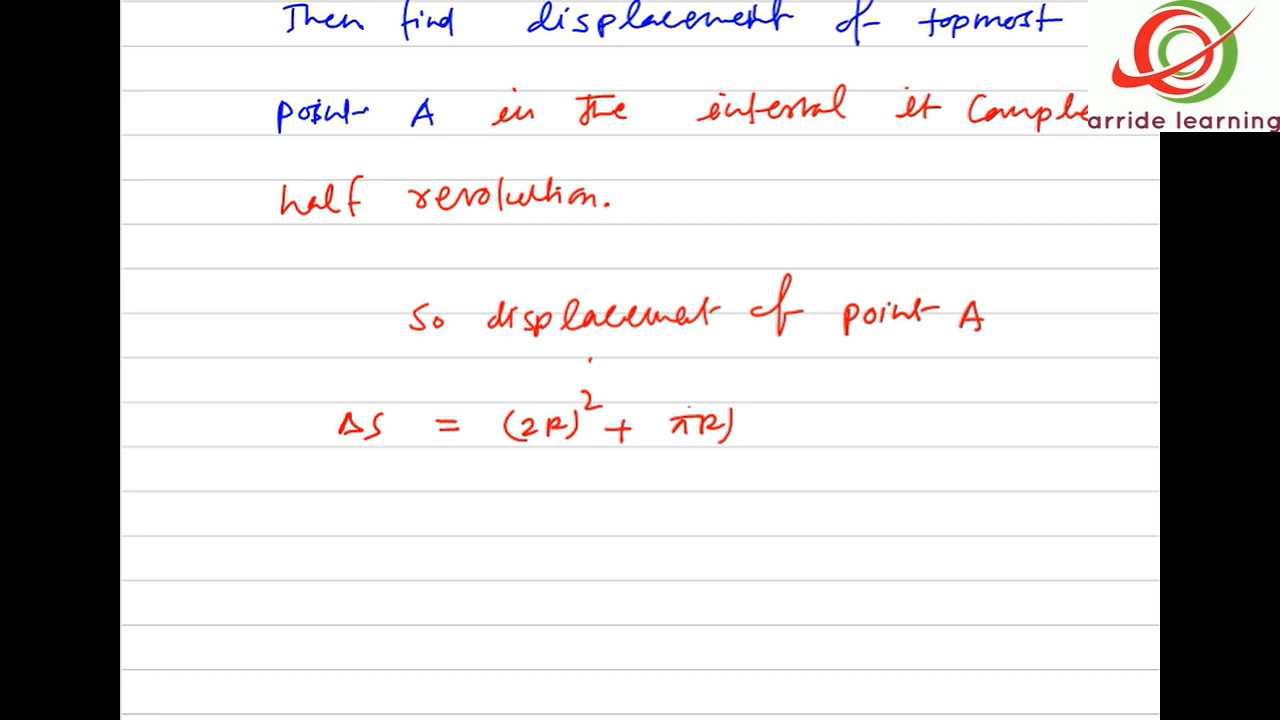 Then find displacement of topmost
point A in the interval it Comple
arride learning
half revolution.
So displacement of point A
ΔS = (2R)² + πR)